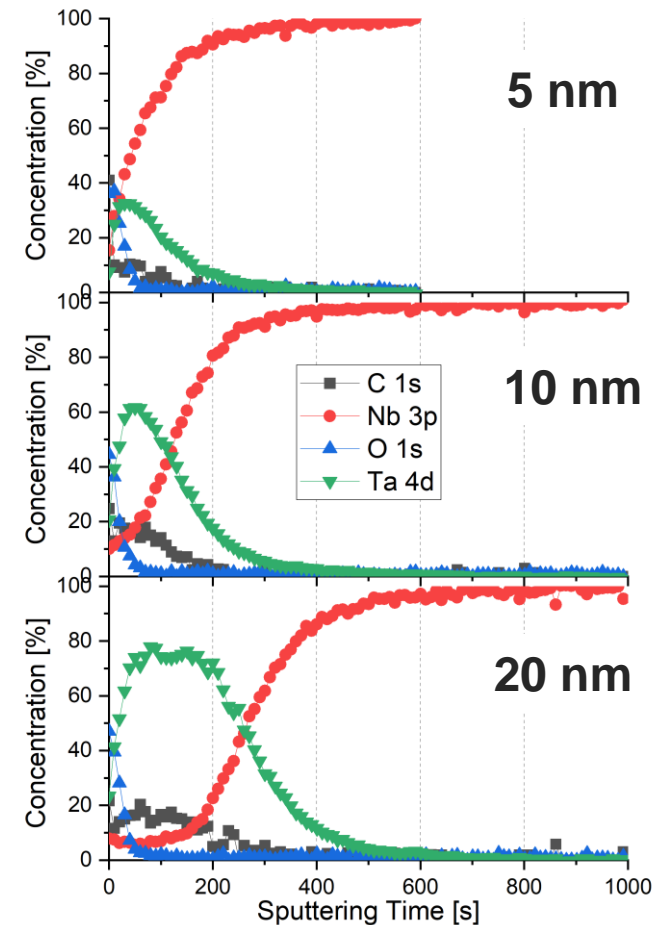 100
80
60
40
20
0
Concentration [%]
5 nm
100
80
60
40
20
0
Concentration [%]
10 nm
C 1s
Nb 3p
O 1s
Ta 4d
100
80
60
40
20
0
Concentration [%]
20 nm
0 200 400 600 800 1000
Sputtering Time [s]